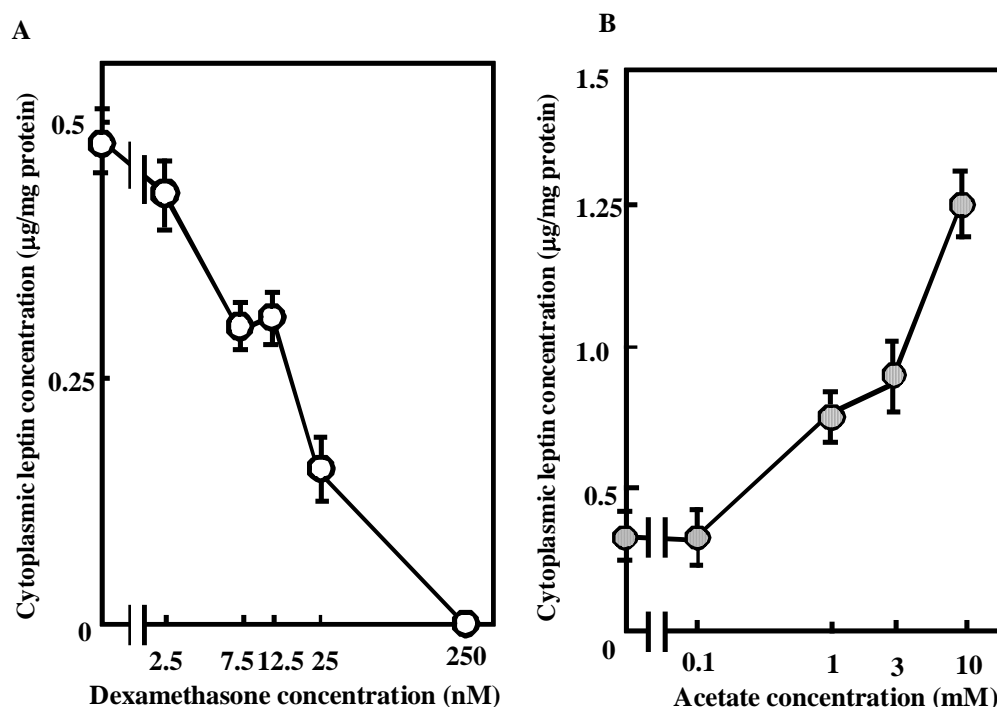 A
Cytoplasmic leptin concentration (µg/mg protein)
0.5
0.25
0
2.5 7.5 12.5 25 250
Dexamethasone concentration (nM)
B
Cytoplasmic leptin concentration (µg/mg protein)
1.5
1.25
1.0
0.5
0
0.1 1 3 10
Acetate concentration (mM)